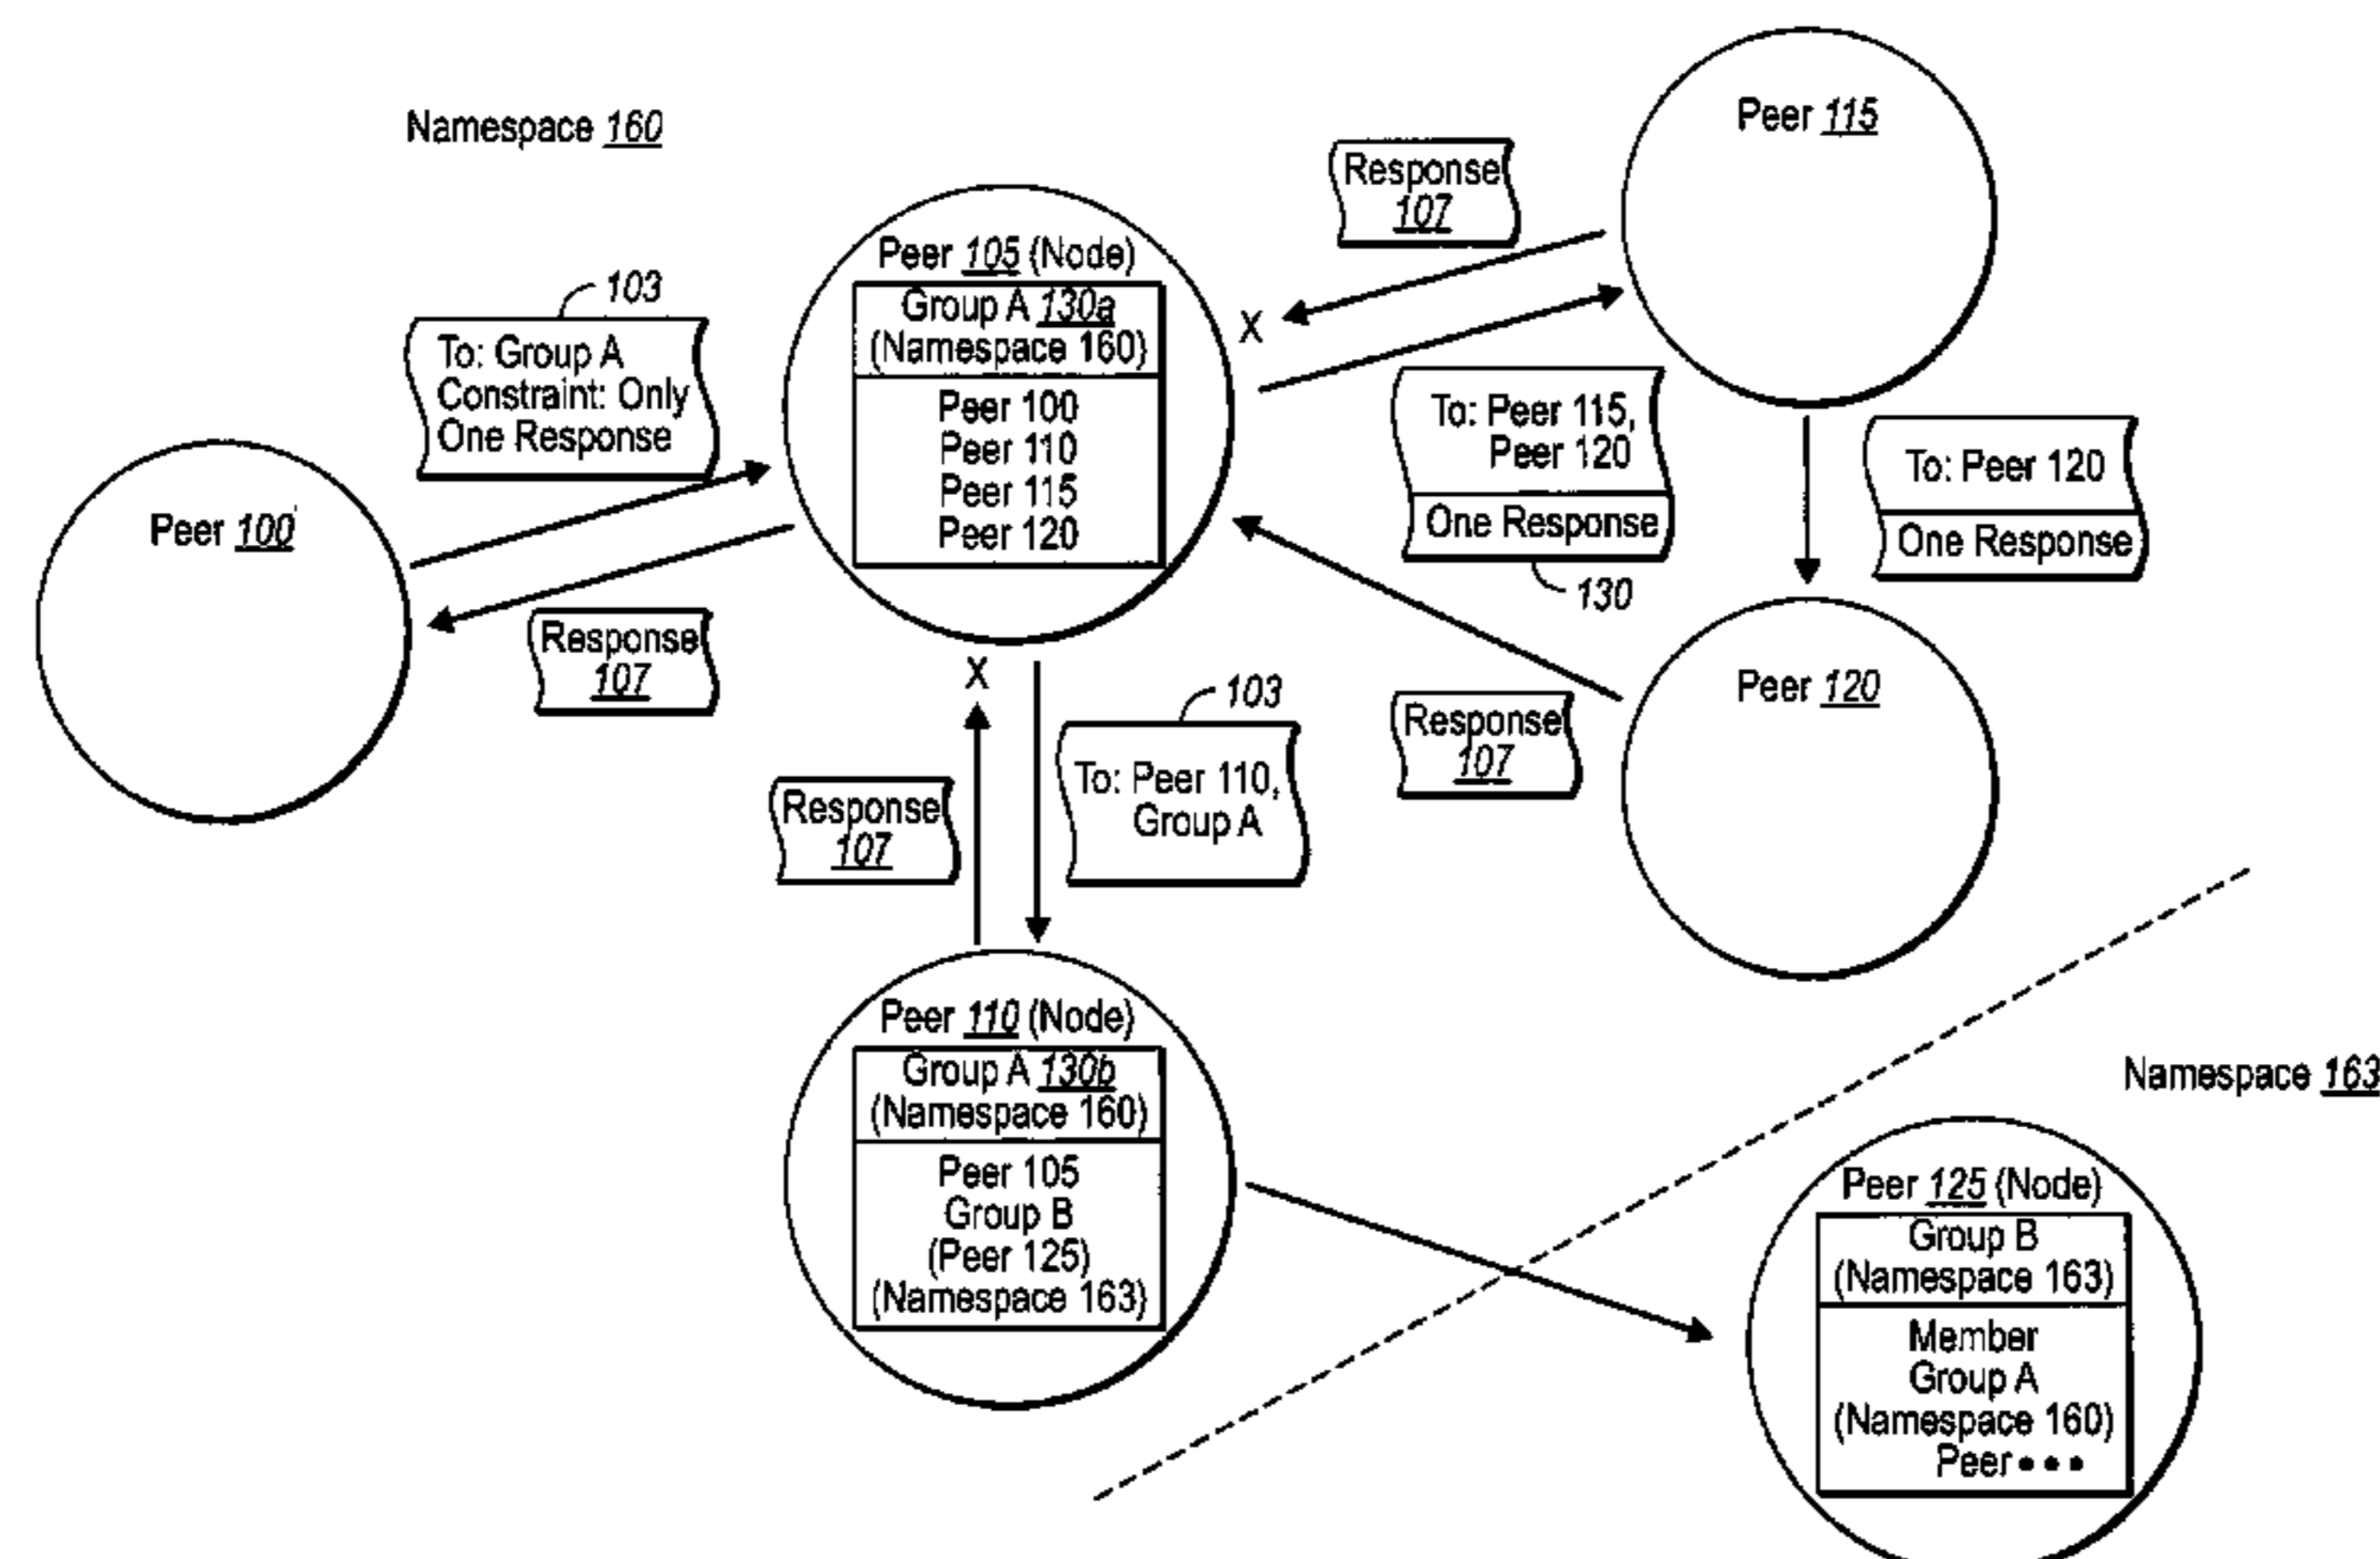 Namespace 160
Peer 115
Response
107
Peer 105 (Node)
Group A 130a
(Namespace 160)
Peer 100
Peer 110
Peer 115
Peer 120
103
To: Group A
Constraint: Only
One Response
X
To: Peer 115,
Peer 120
One Response
130
To: Peer 120
One Response
Peer 100
Response
107
X
103
To: Peer 110,
Group A
Response
107
Response
107
Peer 120
Peer 110 (Node)
Group A 130b
(Namespace 160)
Peer 105
Group B
(Peer 125)
(Namespace 163)
Namespace 163
Peer 125 (Node)
Group B
(Namespace 163)
Member
Group A
(Namespace 160)
Peer •••